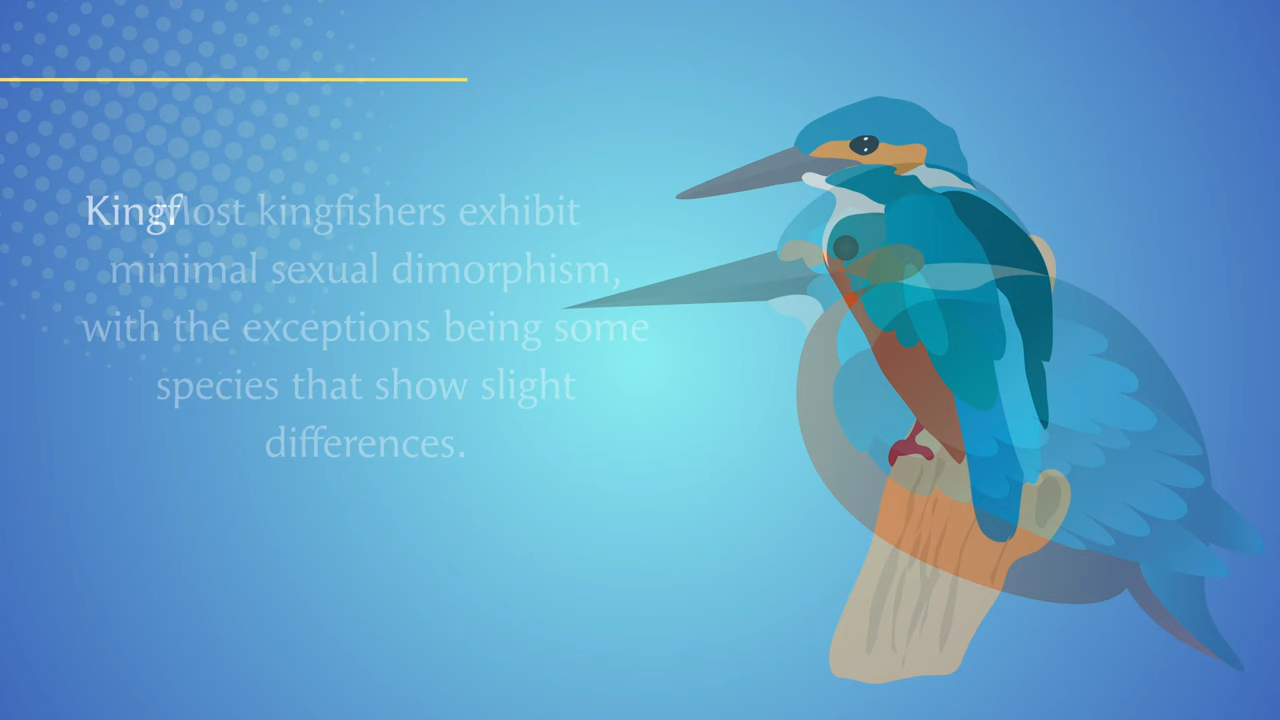 Kingf
Most kingfishers exhibit
minimal sexual dimorphism,
with the exceptions being some
species that show slight
differences.